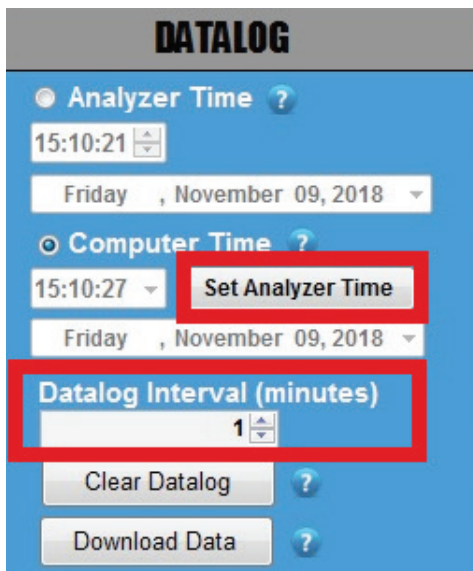 DATALOG
Analyzer Time ?
15:10:21
Friday , November 09, 2018
Computer Time ?
15:10:27 Set Analyzer Time
Friday , November 09, 2018
Datalog Interval (minutes)
1
Clear Datalog ?
Download Data ?